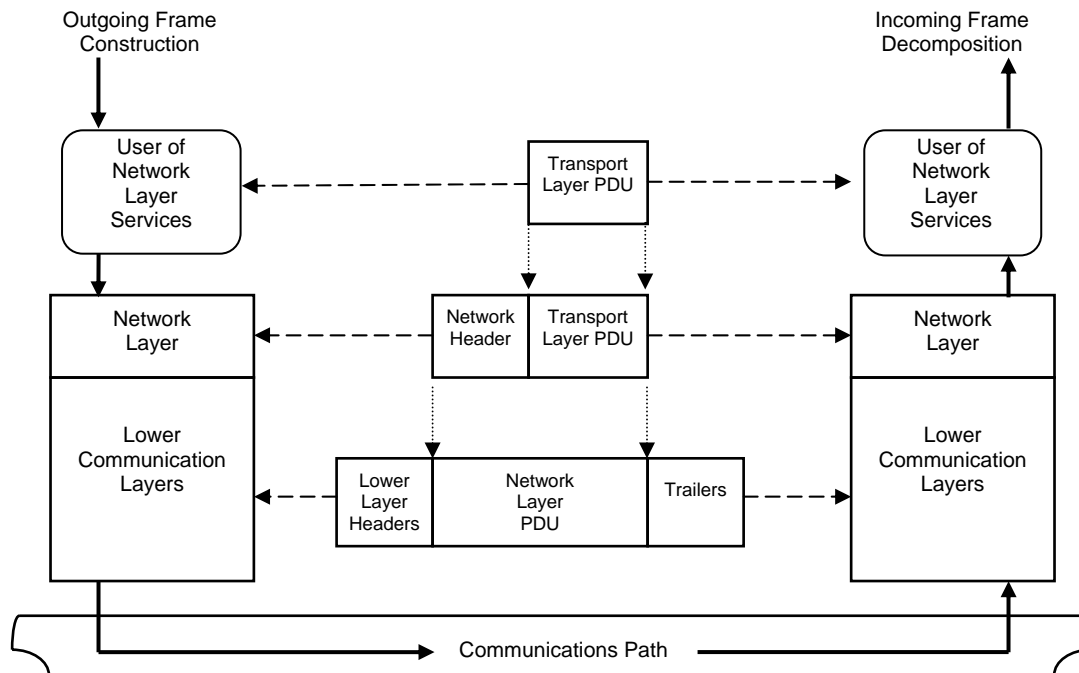 Outgoing Frame
Construction
Incoming Frame
Decomposition
User of
Network
Layer
Services
Transport
Layer PDU
User of
Network
Layer
Services
Network
Layer
Network
Header
Transport
Layer PDU
Network
Layer
Lower
Communication
Layers
Lower
Layer
Headers
Network
Layer
PDU
Trailers
Lower
Communication
Layers
Communications Path